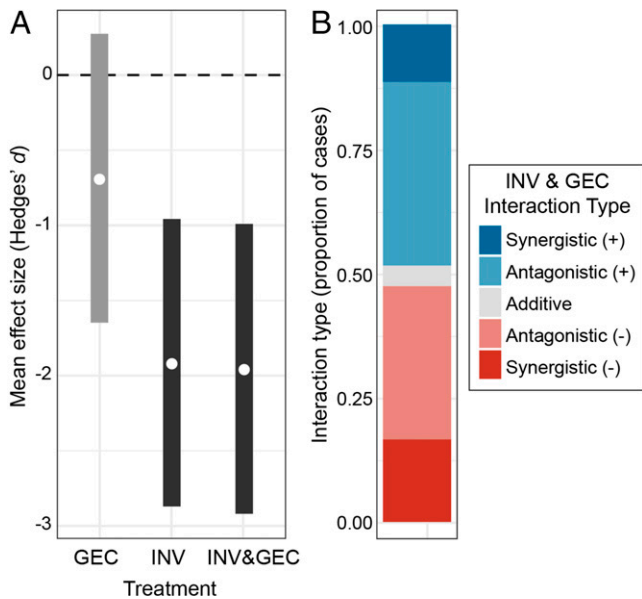 A
Mean effect size (Hedges' d)
0
-1
-2
-3
GEC INV INV&GEC
Treatment
B
Interaction type (proportion of cases)
1.00
0.75
0.50
0.25
0.00
INV & GEC
Interaction Type
Synergistic (+)
Antagonistic (+)
Additive
Antagonistic (-)
Synergistic (-)